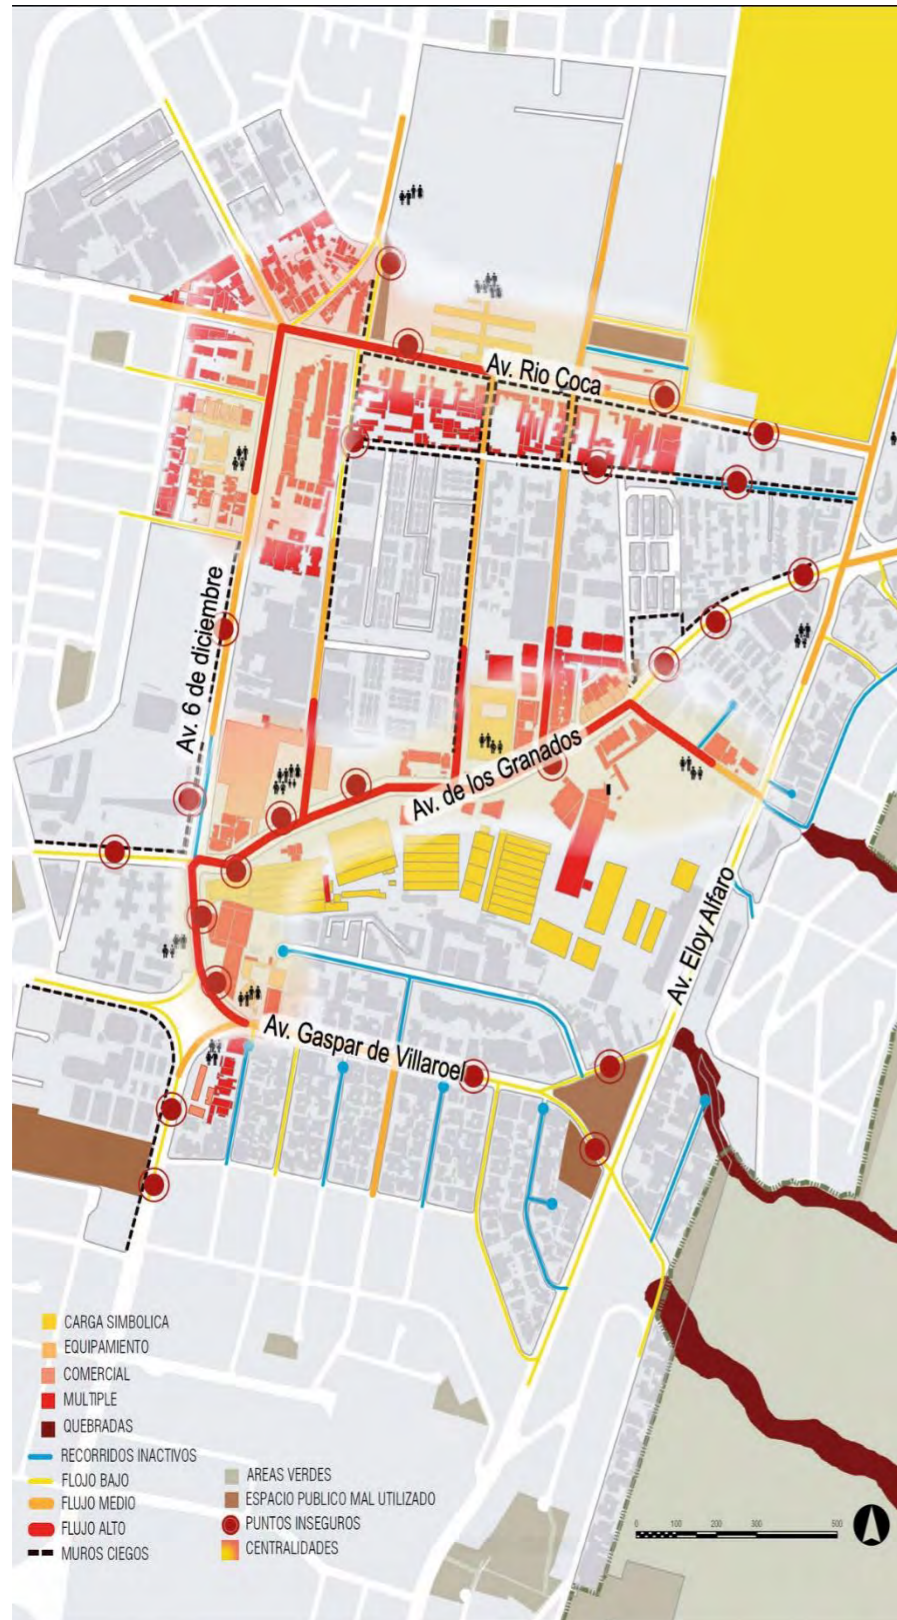 Av. Rio Coca
Av. 6 de diciembre
Av. de los Granados
Av. Eloy Alfaro
Av. Gaspar de Villaroel
CARGA SIMBOLICA
EQUIPAMIENTO
COMERCIAL
MULTIPLE
QUEBRADAS
RECORRIDOS INACTIVOS
FLOJO BAJO
FLUJO MEDIO
FLUJO ALTO
MUROS CIEGOS
AREAS VERDES
ESPACIO PUBLICO MAL UTILIZADO
PUNTOS INSEGUROS
CENTRALIDADES
0 100 200 300 500